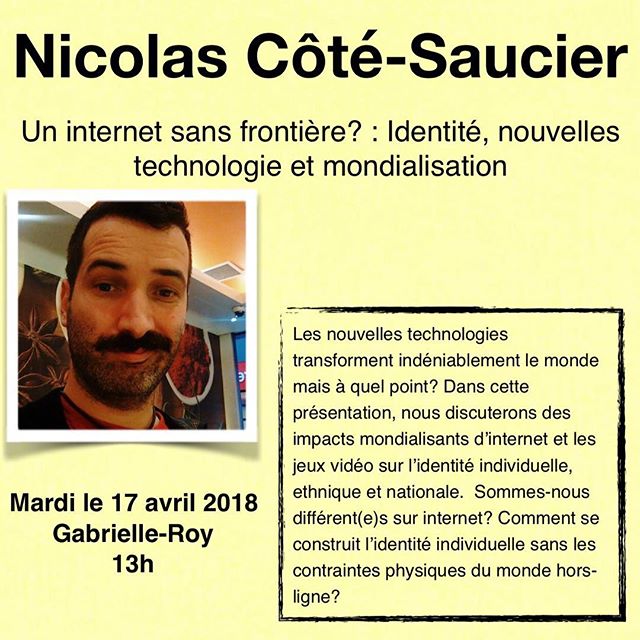 Nicolas Côté-Saucier
Un internet sans frontière? : Identité, nouvelles
technologie et mondialisation
Les nouvelles technologies
transforment indéniablement le monde
mais à quel point? Dans cette
présentation, nous discuterons des
impacts mondialisants d'internet et les
jeux vidéo sur l'identité individuelle,
ethnique et nationale.  Sommes-nous
différent(e)s sur internet? Comment se
construit l'identité individuelle sans les
contraintes physiques du monde hors-
ligne?
Mardi le 17 avril 2018
Gabrielle-Roy
13h